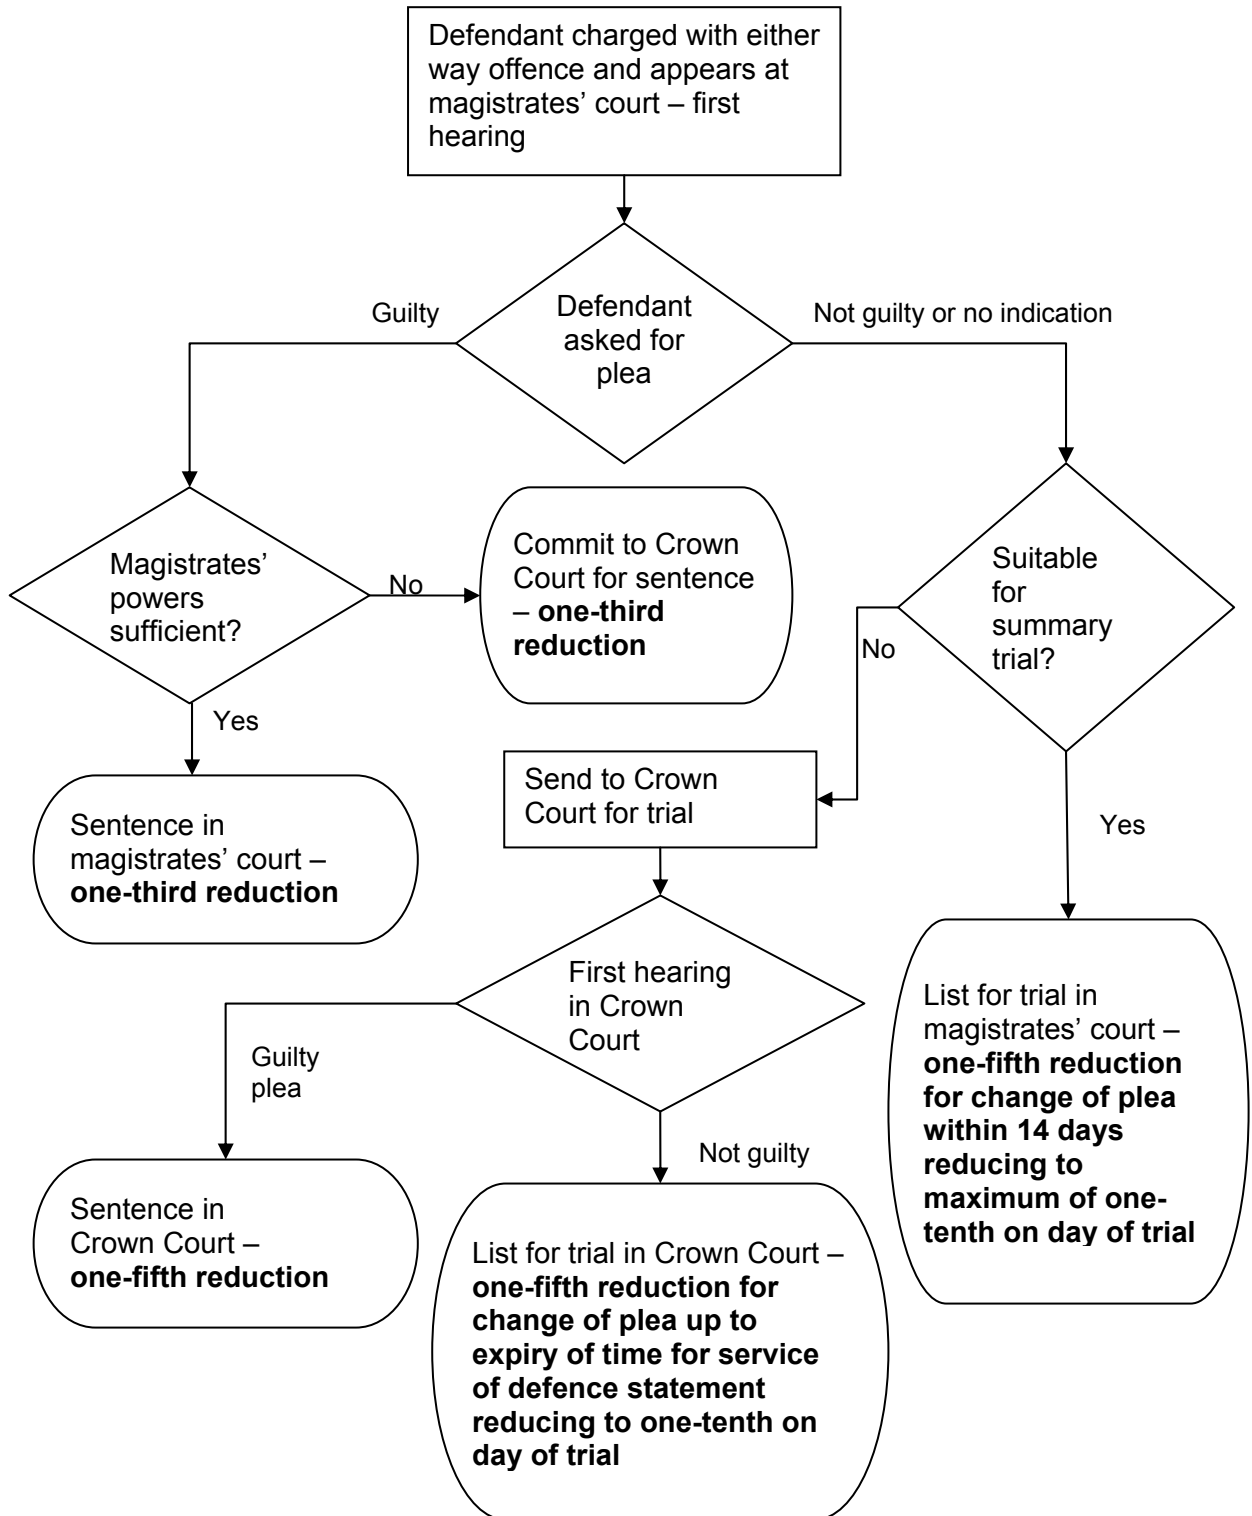 Defendant charged with either
way offence and appears at
magistrates’ court – first
hearing
Defendant
asked for
plea
Guilty
Not guilty or no indication
Magistrates’
powers
sufficient?
No
Commit to Crown
Court for sentence
– one-third
reduction
Suitable
for
summary
trial?
No
Yes
Sentence in
magistrates’ court –
one-third reduction
Send to Crown
Court for trial
Yes
First hearing
in Crown
Court
List for trial in
magistrates’ court –
one-fifth reduction
for change of plea
within 14 days
reducing to
maximum of one-
tenth on day of trial
Guilty
plea
Not guilty
Sentence in
Crown Court –
one-fifth reduction
List for trial in Crown Court –
one-fifth reduction for
change of plea up to
expiry of time for service
of defence statement
reducing to one-tenth on
day of trial